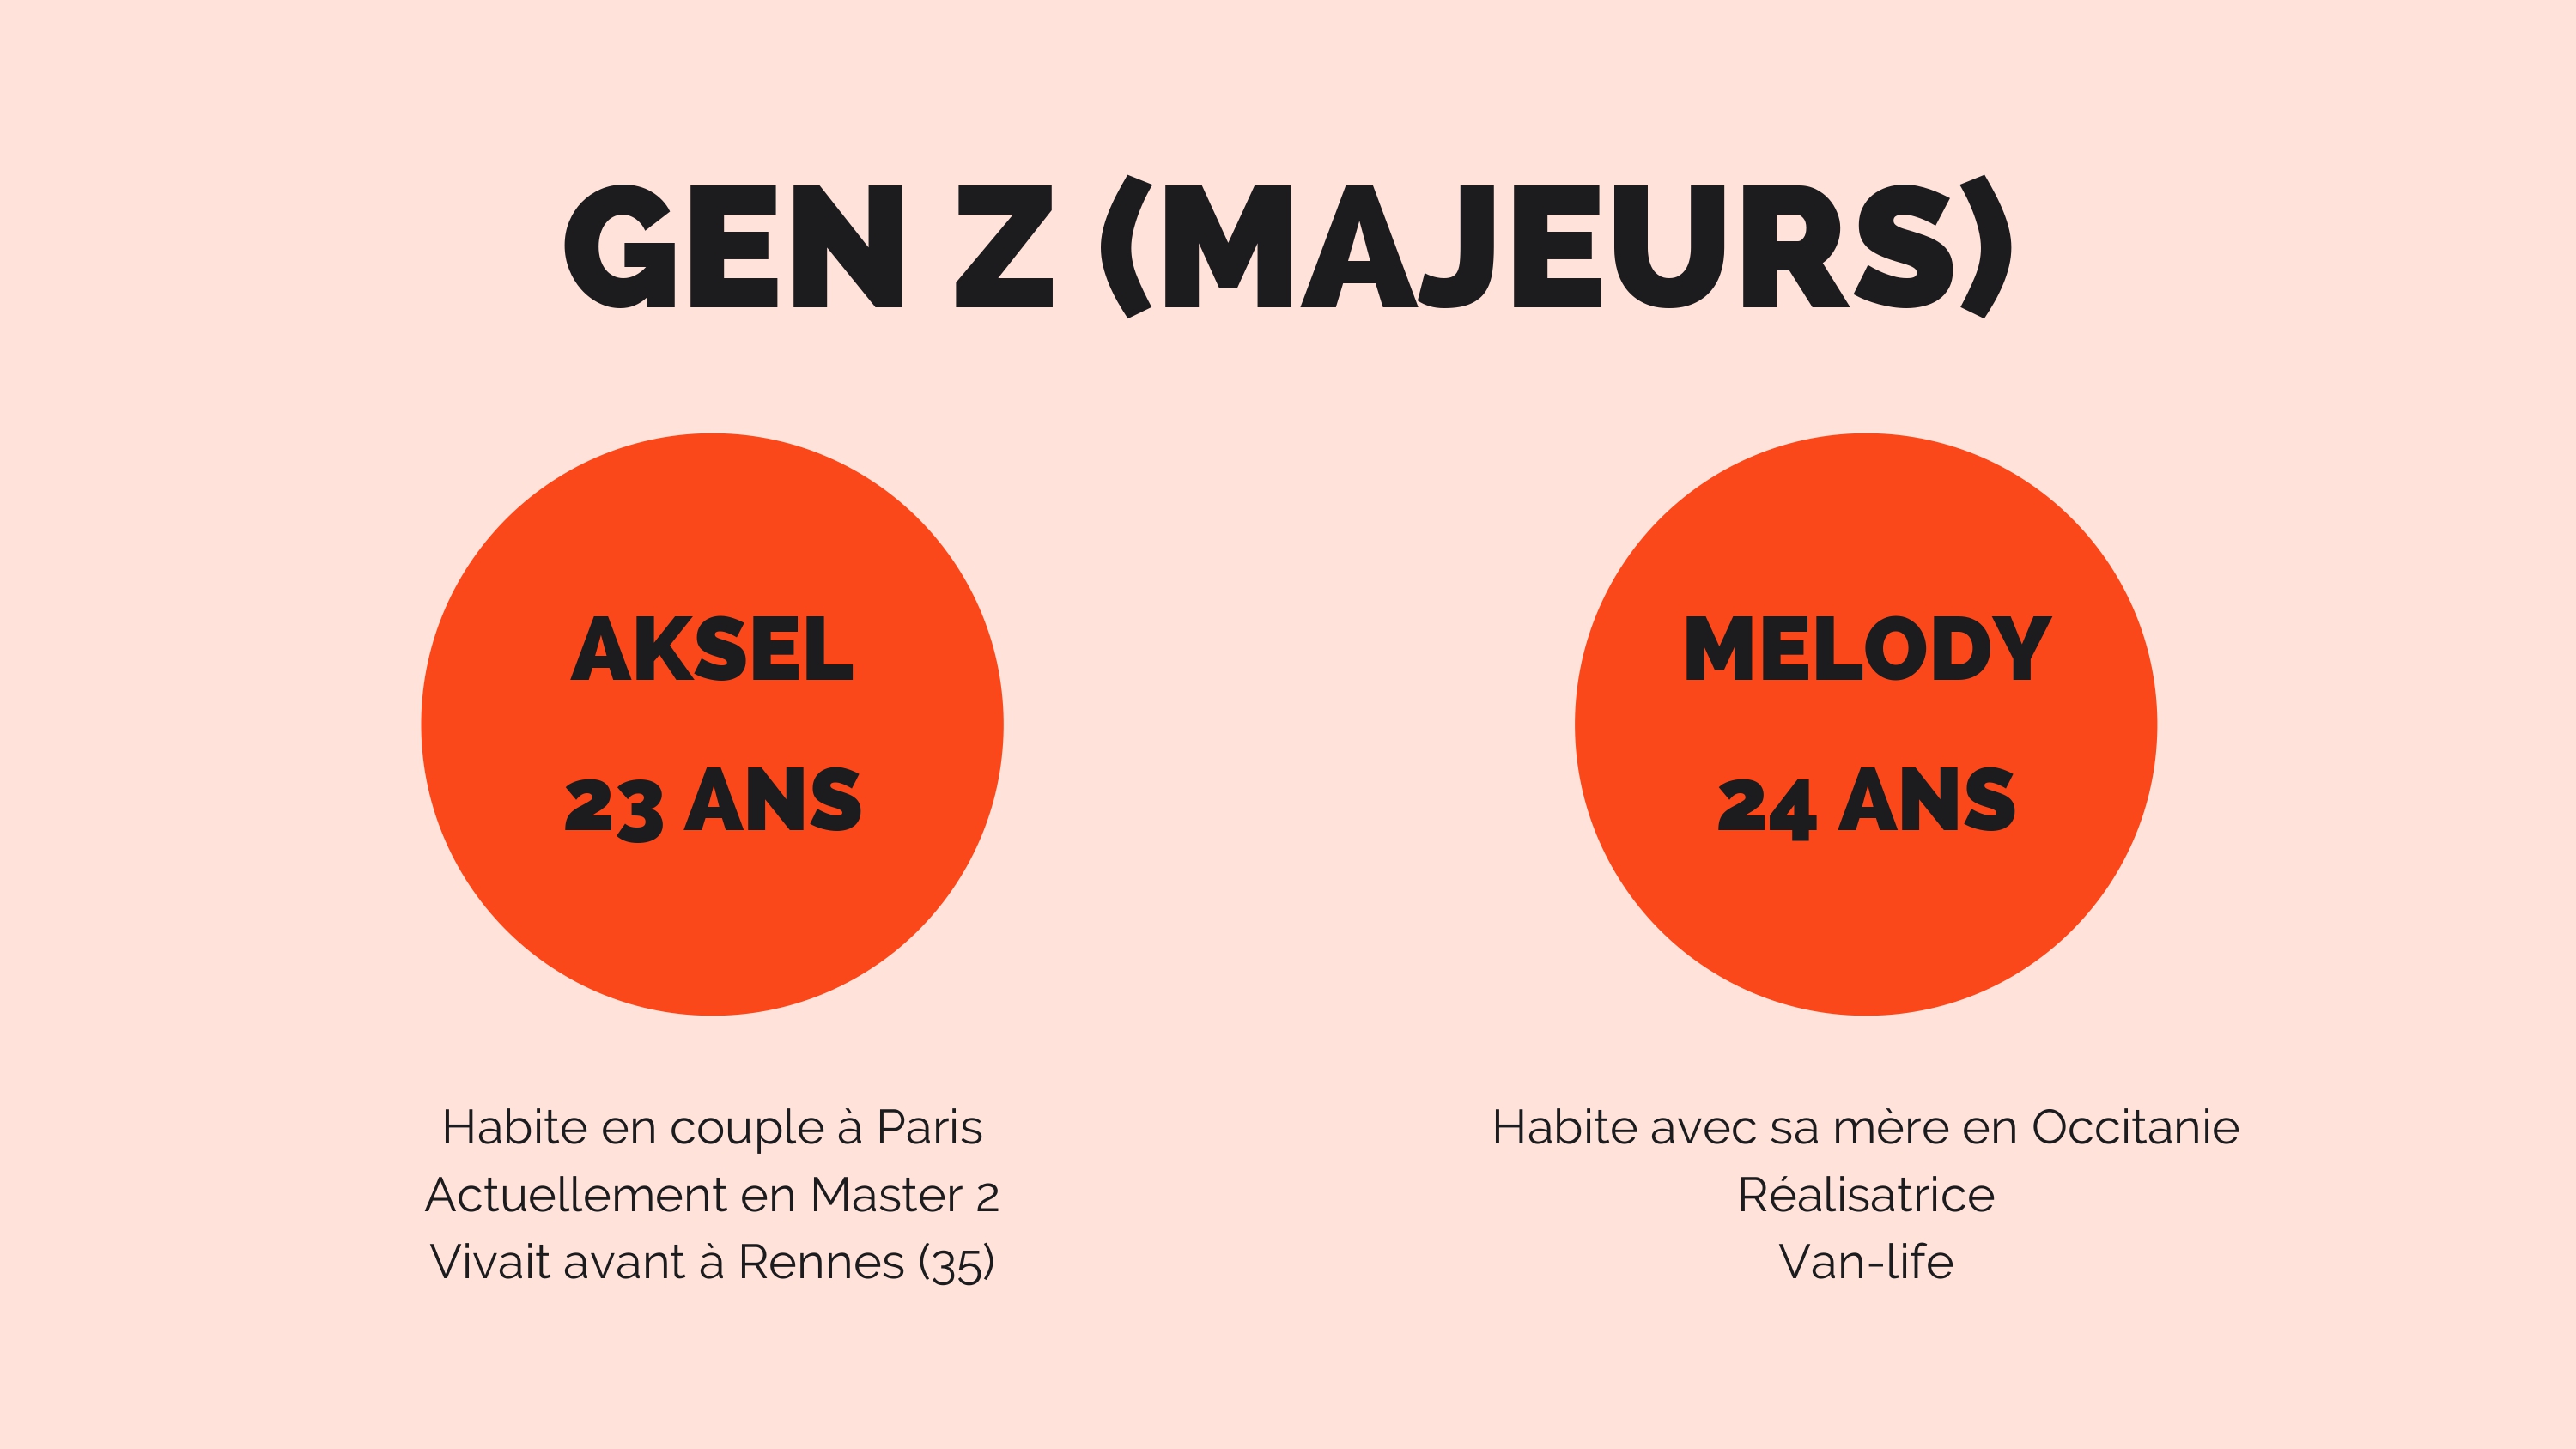 GEN Z (MAJEURS)
AKSEL
23 ANS
Habite en couple à Paris
Actuellement en Master 2
Vivait avant à Rennes (35)
MELODY
24 ANS
Habite avec sa mère en Occitanie
Réalisatrice
Van-life